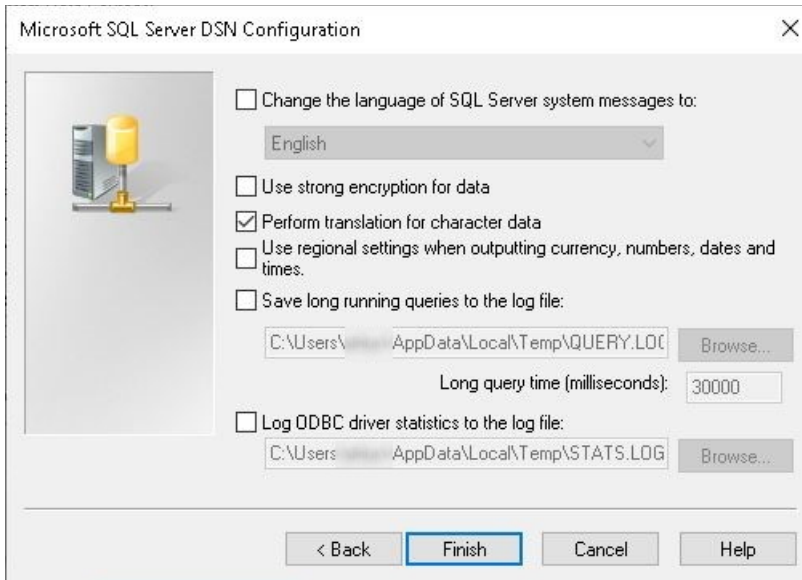 Microsoft SQL Server DSN Configuration
Change the language of SQL Server system messages to:
English
Use strong encryption for data
Perform translation for character data
Use regional settings when outputting currency, numbers, dates and
times.
Save long running queries to the log file:
C:\Users\ AppData\Local\Temp\QUERY.LO
Browse...
Long query time (milliseconds):
30000
Log ODBC driver statistics to the log file:
C:\Users AppData\Local\Temp\STATS.LOG
Browse...
< Back
Finish
Cancel
Help